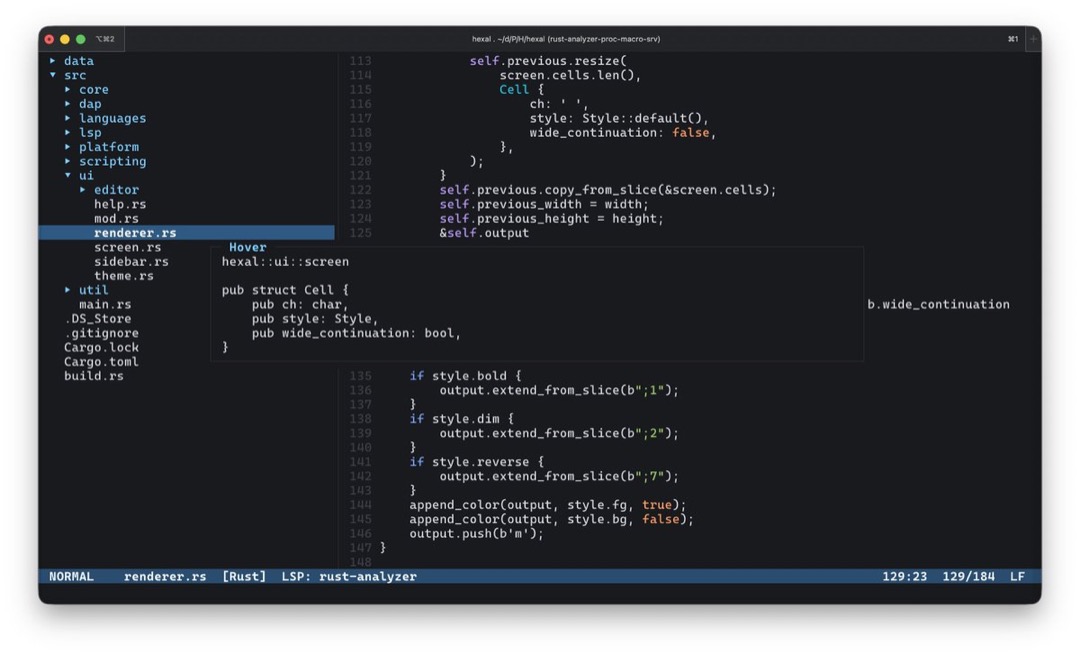 ⌥⌘2
hexal . ~/d/P/H/hexal (rust-analyzer-proc-macro-srv)
⌘1
+
▸ data
▾ src
▸ core
▸ dap
▸ languages
▸ lsp
▸ platform
▸ scripting
▾ ui
▸ editor
help.rs
mod.rs
renderer.rs
screen.rs
sidebar.rs
theme.rs
▸ util
main.rs
.DS_Store
.gitignore
Cargo.lock
Cargo.toml
build.rs
113 self.previous.resize(
114 screen.cells.len(),
115 Cell {
116 ch: ' ',
117 style: Style::default(),
118 wide_continuation: false,
119 },
120 );
121 }
122 self.previous.copy_from_slice(&screen.cells);
123 self.previous_width = width;
124 self.previous_height = height;
125 &self.output
Hover
hexal::ui::screen
pub struct Cell {
pub ch: char,
pub style: Style,
pub wide_continuation: bool,
}
b.wide_continuation
135 if style.bold {
136 output.extend_from_slice(b";1");
137 }
138 if style.dim {
139 output.extend_from_slice(b";2");
140 }
141 if style.reverse {
142 output.extend_from_slice(b";7");
143 }
144 append_color(output, style.fg, true);
145 append_color(output, style.bg, false);
146 output.push(b'm');
147 }
148
NORMAL renderer.rs [Rust] LSP: rust-analyzer 129:23 129/184 LF